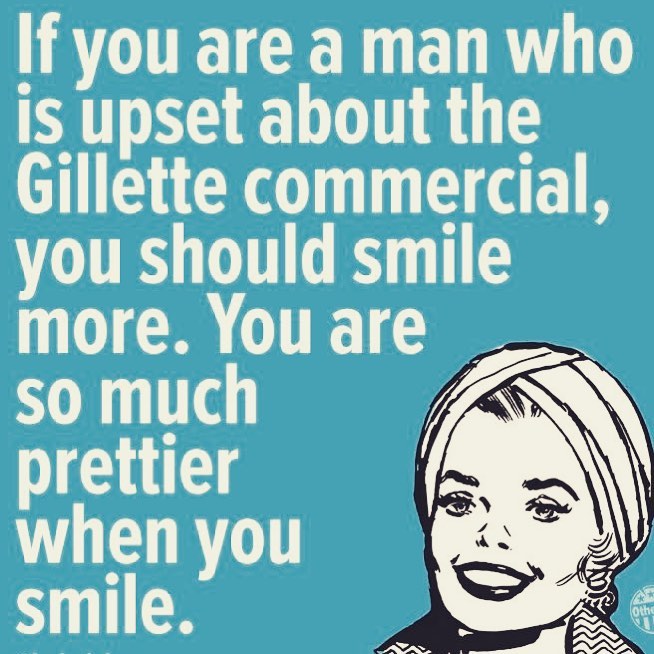 If you are a man who
is upset about the
Gillette commercial,
you should smile
more. You are
so much
prettier
when you
smile.